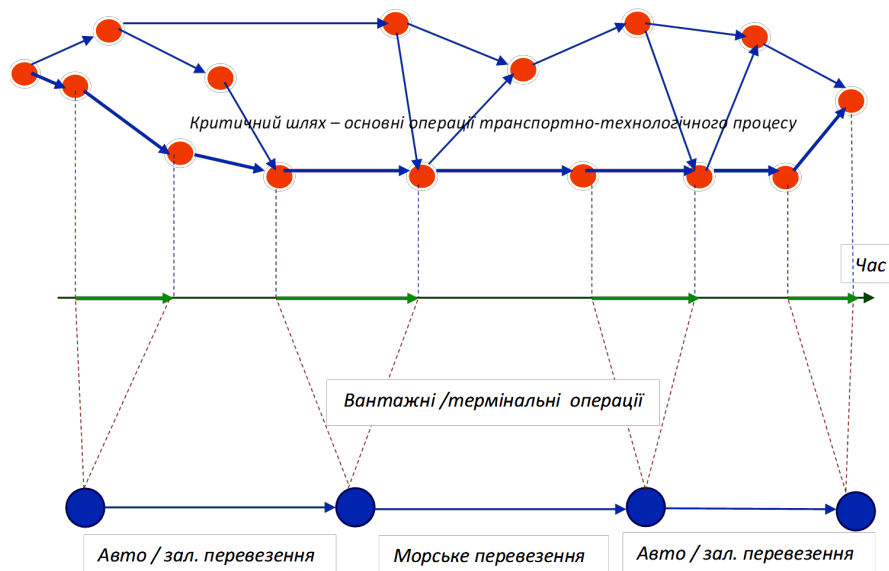 Критичний шлях – основні операції транспортно-технологічного процесу
Час
Вантажні /термінальні операції
Авто / зал. перевезення
Морське перевезення
Авто / зал. перевезення